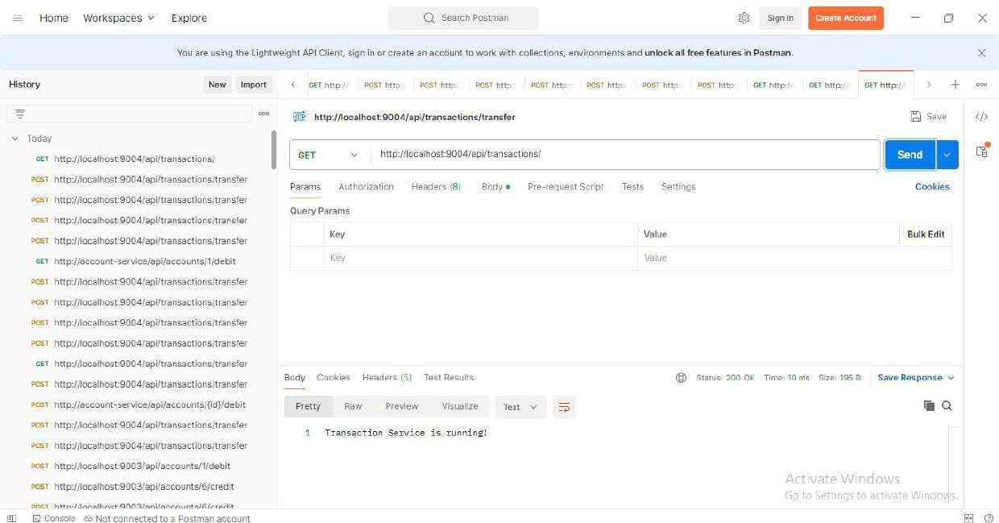 Home Workspaces Explore Search Postman Sign In Create Account
You are using the Lightweight API Client, sign in or create an account to work with collections, environments and unlock all free features in Postman.
History New Import
GET http:// POST http: POST http: POST http: POST http: POST http: POST http: POST http: GET http:// GET http:// GET http://
http://localhost:9004/api/transactions/transfer Save
GET http://localhost:9004/api/transactions/ Send
Params Authorization Headers (8) Body Pre-request Script Tests Settings Cookies
Query Params
Key Value Bulk Edit
Key Value
Today
GET http://localhost:9004/api/transactions/
POST http://localhost:9004/api/transactions/transfer
POST http://localhost:9004/api/transactions/transfer
POST http://localhost:9004/api/transactions/transfer
POST http://localhost:9004/api/transactions/transfer
GET http://account-service/api/accounts/1/debit
POST http://localhost:9004/api/transactions/transfer
POST http://localhost:9004/api/transactions/transfer
POST http://localhost:9004/api/transactions/transfer
POST http://localhost:9004/api/transactions/transfer
GET http://localhost:9004/api/transactions/transfer
POST http://localhost:9004/api/transactions/transfer
POST http://account-service/api/accounts/{id}/debit
POST http://localhost:9004/api/transactions/transfer
POST http://localhost:9004/api/transactions/transfer
POST http://localhost:9003/api/accounts/1/debit
POST http://localhost:9003/api/accounts/6/credit
POST http://localhost:9003/api/accounts/6/credit
Body Cookies Headers (5) Test Results Status: 200 OK Time: 10 ms Size: 195 B Save Response
Pretty Raw Preview Visualize Text
1 Transaction Service is running!
Activate Windows
Go to Settings to activate Windows.
Console Not connected to a Postman account